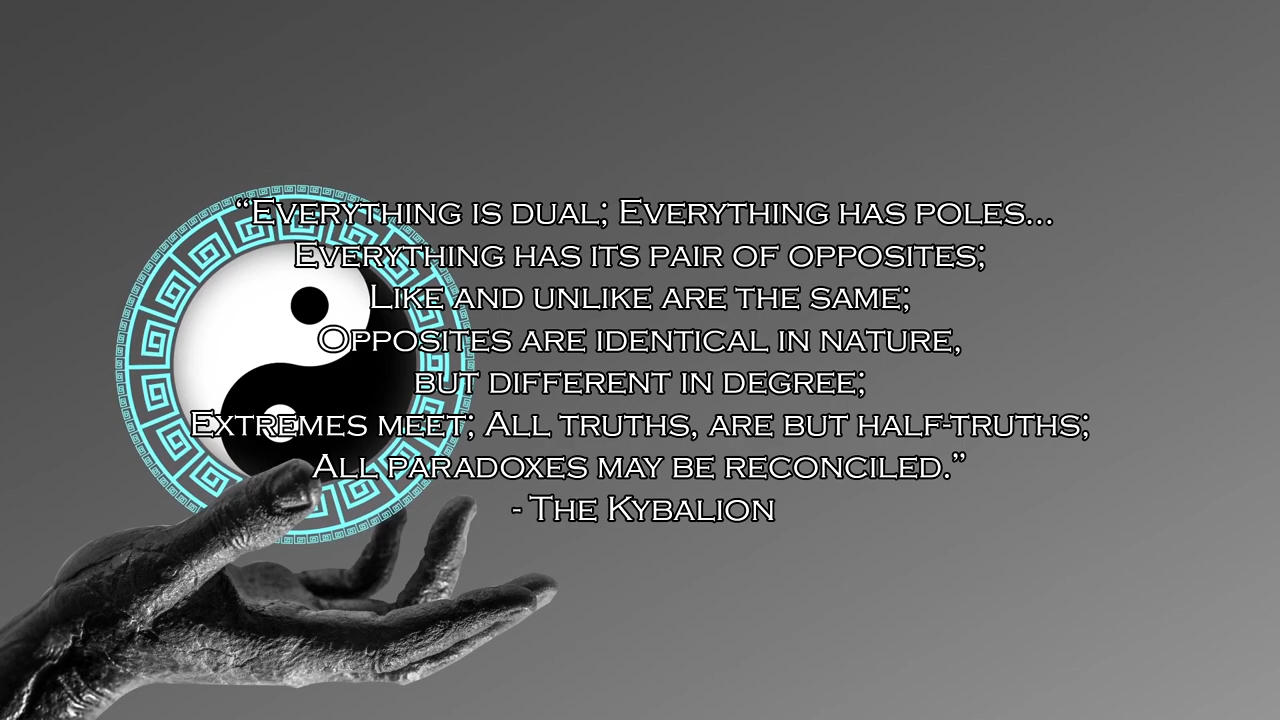 “Everything is dual; Everything has poles...
Everything has its pair of opposites;
Like and unlike are the same;
Opposites are identical in nature,
but different in degree;
Extremes meet; All truths, are but half-truths;
All paradoxes may be reconciled.”
- The Kybalion